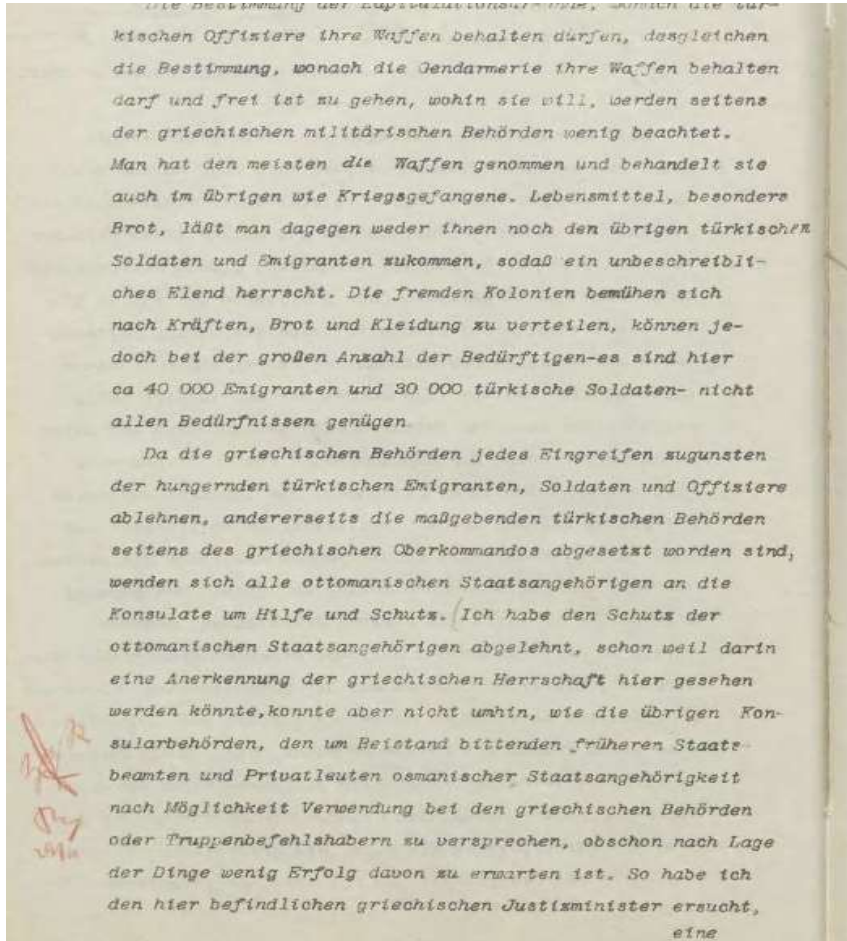 Die Bestimmung der Kapitulationsurkunde, wonach die tür-
kischen Offiziere ihre Waffen behalten dürfen, desgleichen
die Bestimmung, wonach die Gendarmerie ihre Waffen behalten
darf und frei ist zu gehen, wohin sie will, werden seitens
der griechischen militärischen Behörden wenig beachtet.
Man hat den meisten die Waffen genommen und behandelt sie
auch im übrigen wie Kriegsgefangene. Lebensmittel, besonders
Brot, läßt man dagegen weder ihnen noch den übrigen türkischen
Soldaten und Emigranten zukommen, sodaß ein unbeschreibli-
ches Elend herrscht. Die fremden Kolonien bemühen sich
nach Kräften, Brot und Kleidung zu verteilen, können je-
doch bei der großen Anzahl der Bedürftigen-es sind hier
ca 40 000 Emigranten und 30 000 türkische Soldaten- nicht
allen Bedürfnissen genügen.
Da die griechischen Behörden jedes Eingreifen zugunsten
der hungernden türkischen Emigranten, Soldaten und Offiziere
ablehnen, andererseits die maßgebenden türkischen Behörden
seitens des griechischen Oberkommandos abgesetzt worden sind,
wenden sich alle ottomanischen Staatsangehörigen an die
Konsulate um Hilfe und Schutz. (Ich habe den Schutz der
ottomanischen Staatsangehörigen abgelehnt, schon weil darin
eine Anerkennung der griechischen Herrschaft hier gesehen
werden könnte, konnte aber nicht umhin, wie die übrigen Kon-
sularbehörden, den um Beistand bittenden früheren Staats-
beamten und Privatleuten osmanischer Staatsangehörigkeit
nach Möglichkeit Verwendung bei den griechischen Behörden
oder Truppenbefehlshabern zu versprechen, obschon nach Lage
der Dinge wenig Erfolg davon zu erwarten ist. So habe ich
den hier befindlichen griechischen Justizminister ersucht,
eine